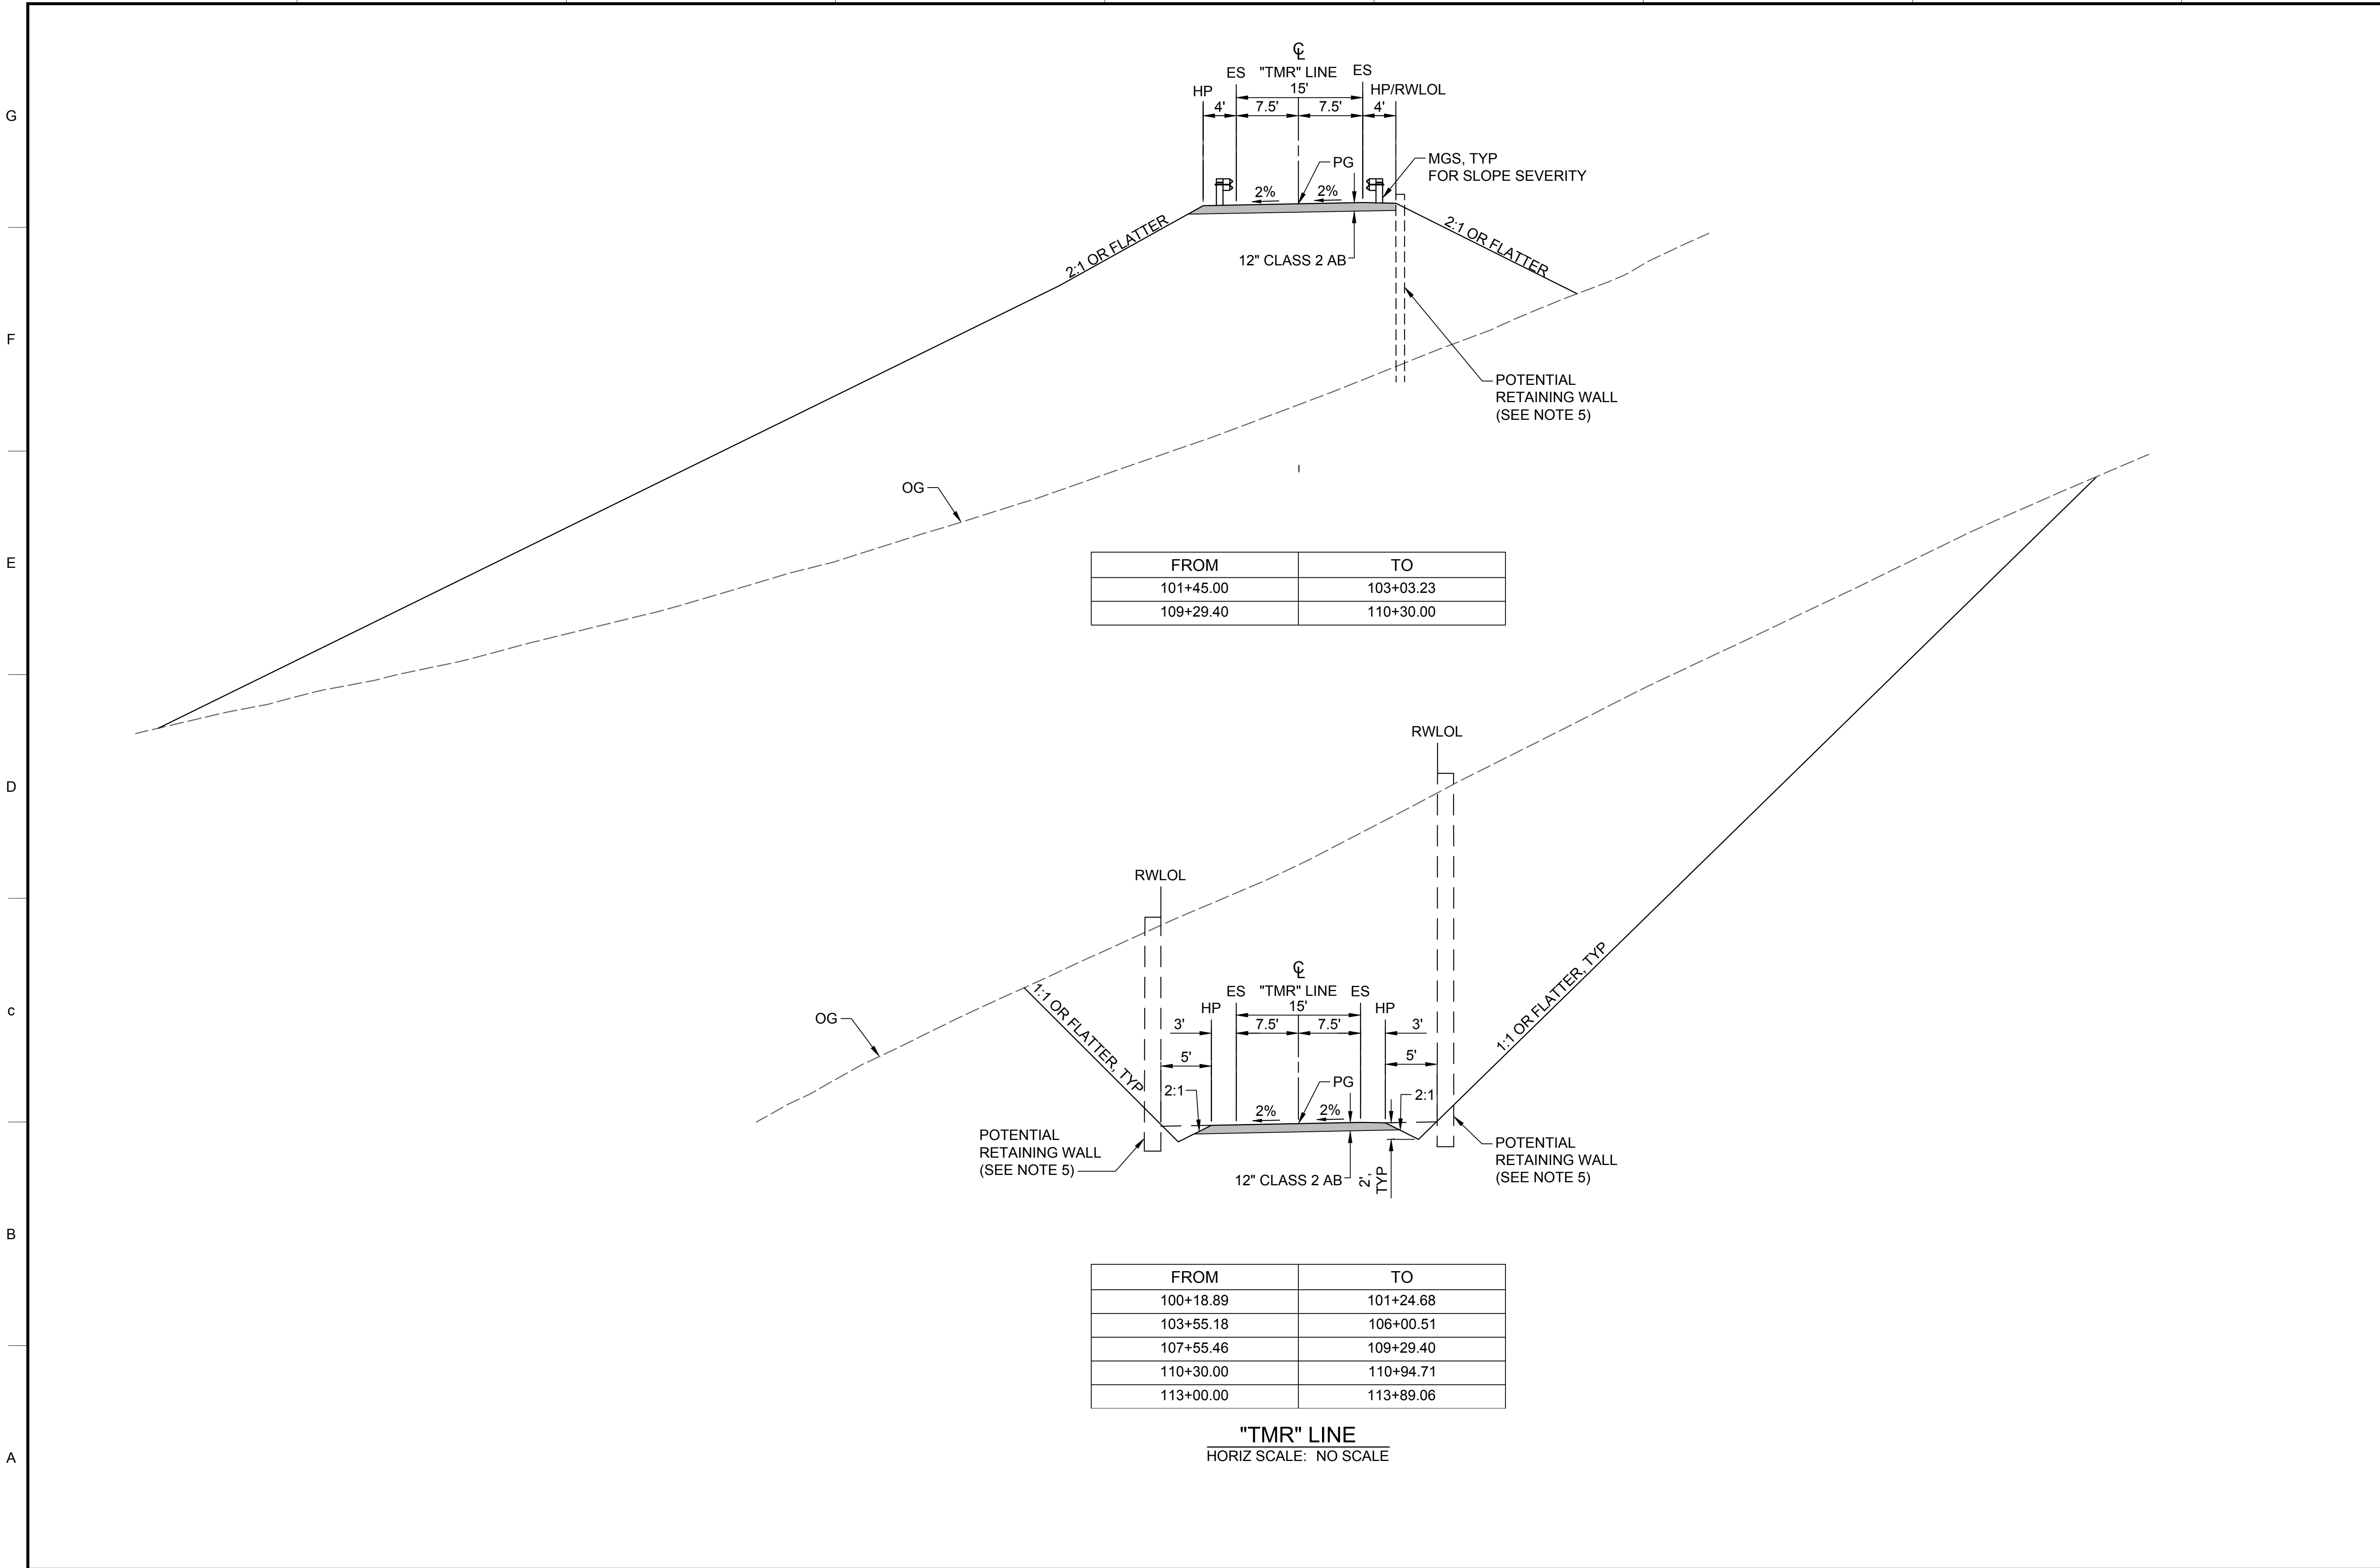 ℄
ES "TMR" LINE ES
HP 15' HP/RWLOL
4' 7.5' 7.5' 4'
G
PG
MGS, TYP
FOR SLOPE SEVERITY
2% 2%
2:1 OR FLATTER
2:1 OR FLATTER
12" CLASS 2 AB
F
POTENTIAL
RETAINING WALL
(SEE NOTE 5)
OG
E
FROM TO
101+45.00 103+03.23
109+29.40 110+30.00
RWLOL
D
RWLOL
℄
ES "TMR" LINE ES
HP 15' HP
3' 7.5' 7.5' 3'
c
OG
1:1 OR FLATTER, TYP
1:1 OR FLATTER, TYP
5' 5'
PG
2:1 2:1
2% 2%
POTENTIAL
RETAINING WALL
(SEE NOTE 5)
12" CLASS 2 AB
2',
TYP
POTENTIAL
RETAINING WALL
(SEE NOTE 5)
B
FROM TO
100+18.89 101+24.68
103+55.18 106+00.51
107+55.46 109+29.40
110+30.00 110+94.71
113+00.00 113+89.06
"TMR" LINE
HORIZ SCALE: NO SCALE
A